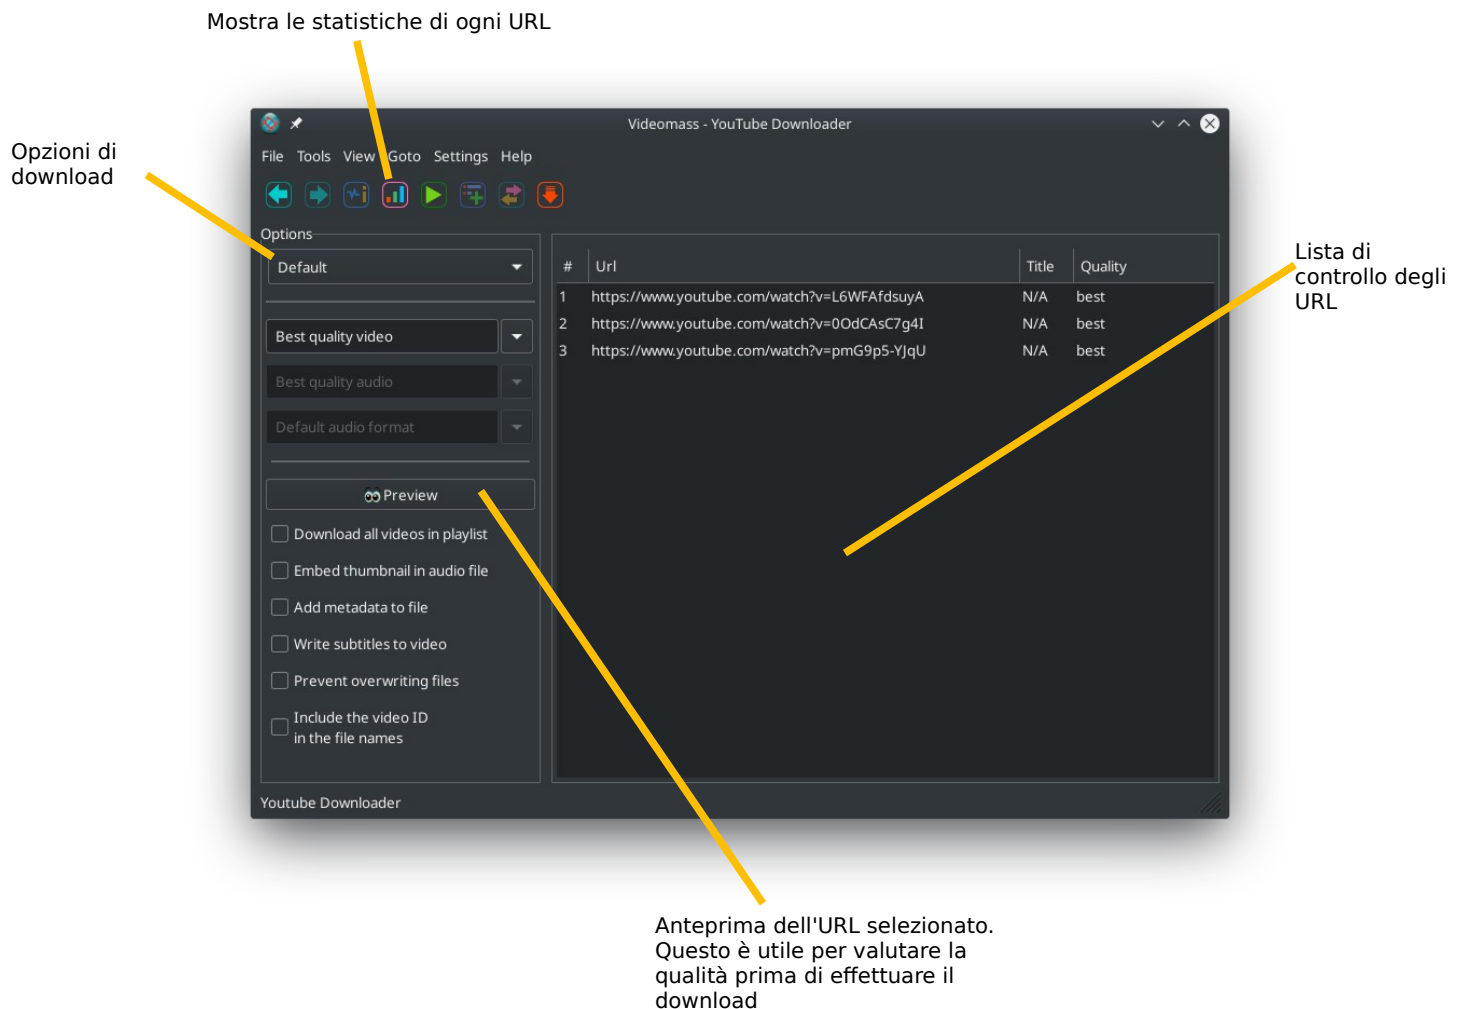 Mostra le statistiche di ogni URL
Videomass - YouTube Downloader
Opzioni di
download
File Tools View Goto Settings Help
Options
Default
Best quality video
Best quality audio
Default audio format
Preview
Download all videos in playlist
Embed thumbnail in audio file
Add metadata to file
Write subtitles to video
Prevent overwriting files
Include the video ID
in the file names
# Url Title Quality
1 https://www.youtube.com/watch?v=L6WFAfdsuyA N/A best
2 https://www.youtube.com/watch?v=0OdCAsC7g4I N/A best
3 https://www.youtube.com/watch?v=pmG9p5-YJqU N/A best
Lista di
controllo degli
URL
Youtube Downloader
Anteprima dell'URL selezionato.
Questo è utile per valutare la
qualità prima di effettuare il
download